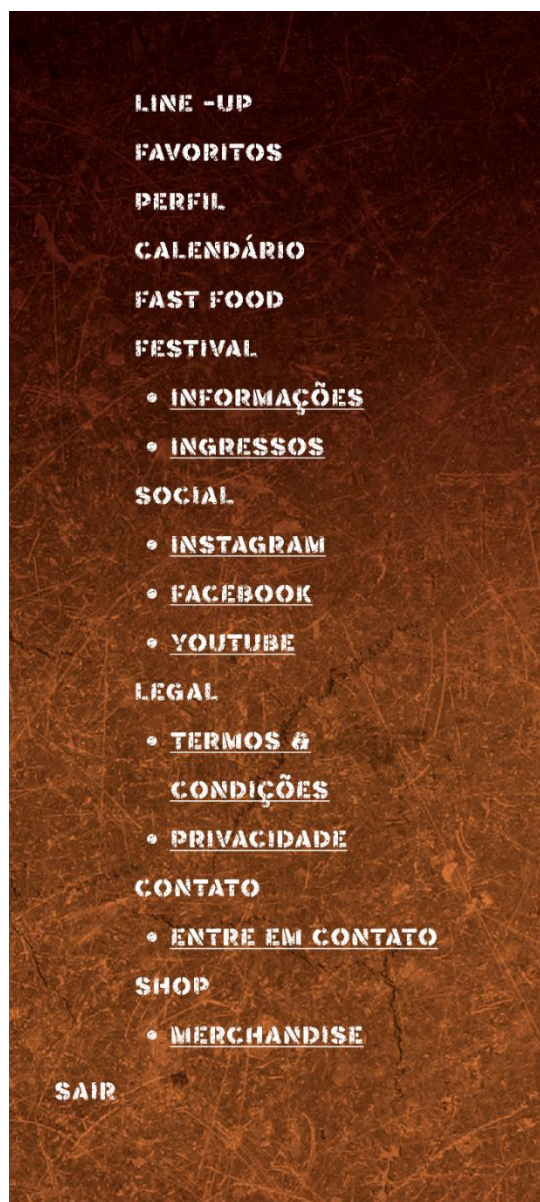 LINE -UP
FAVORITOS
PERFIL
CALENDÁRIO
FAST FOOD
FESTIVAL
• INFORMAÇÕES
• INGRESSOS
SOCIAL
• INSTAGRAM
• FACEBOOK
• YOUTUBE
LEGAL
• TERMOS &
CONDIÇÕES
• PRIVACIDADE
CONTATO
• ENTRE EM CONTATO
SHOP
• MERCHANDISE
SAIR